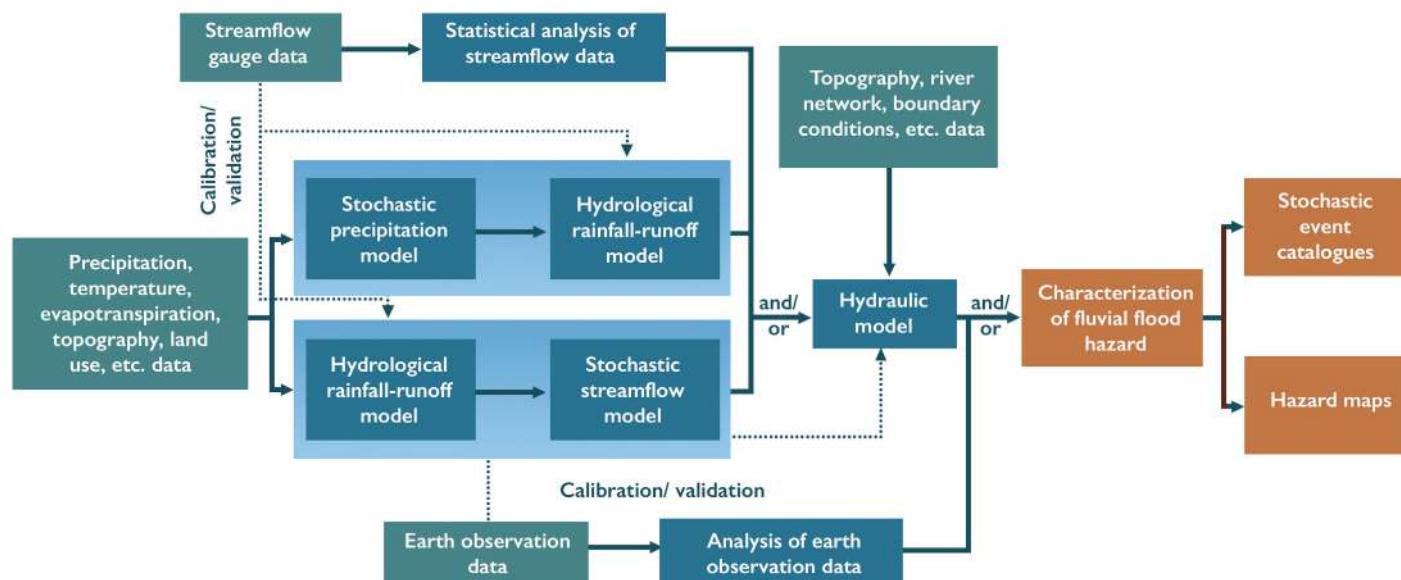 Streamflow
gauge data
Statistical analysis of
streamflow data
Topography, river
network, boundary
conditions, etc. data
Calibration/
validation
Stochastic
precipitation
model
Hydrological
rainfall-runoff
model
Stochastic
event
catalogues
Precipitation,
temperature,
evapotranspiration,
topography, land
use, etc. data
and/
or
Hydraulic
model
and/
or
Characterization
of fluvial flood
hazard
Hydrological
rainfall-runoff
model
Stochastic
streamflow
model
Hazard maps
Calibration/ validation
Earth observation
data
Analysis of earth
observation data